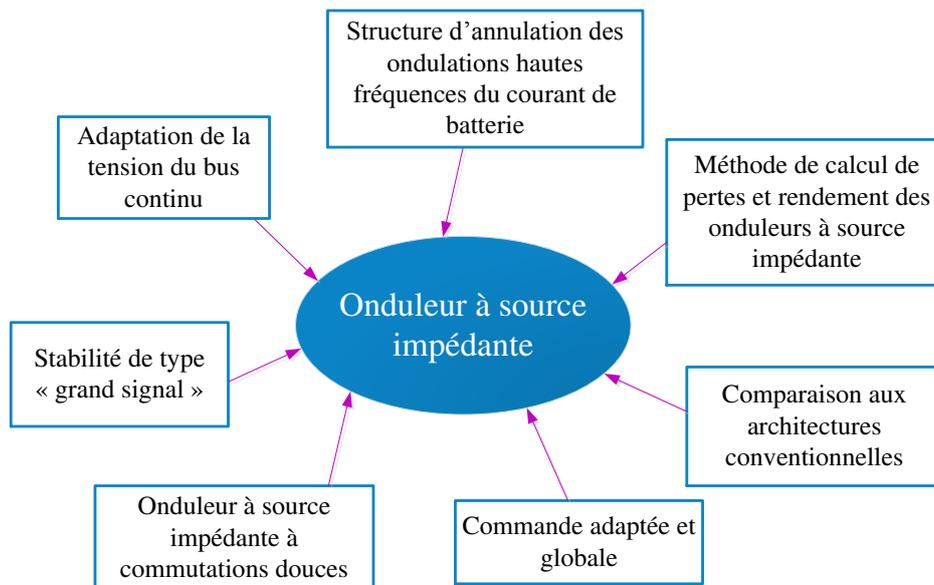 Structure d’annulation des
ondulations hautes
fréquences du courant de
batterie
Adaptation de la
tension du bus
continu
Méthode de calcul de
pertes et rendement des
onduleurs à source
impédante
Onduleur à source
impédante
Stabilité de type
« grand signal »
Comparaison aux
architectures
conventionnelles
Onduleur à source
impédante à
commutations douces
Commande adaptée et
globale